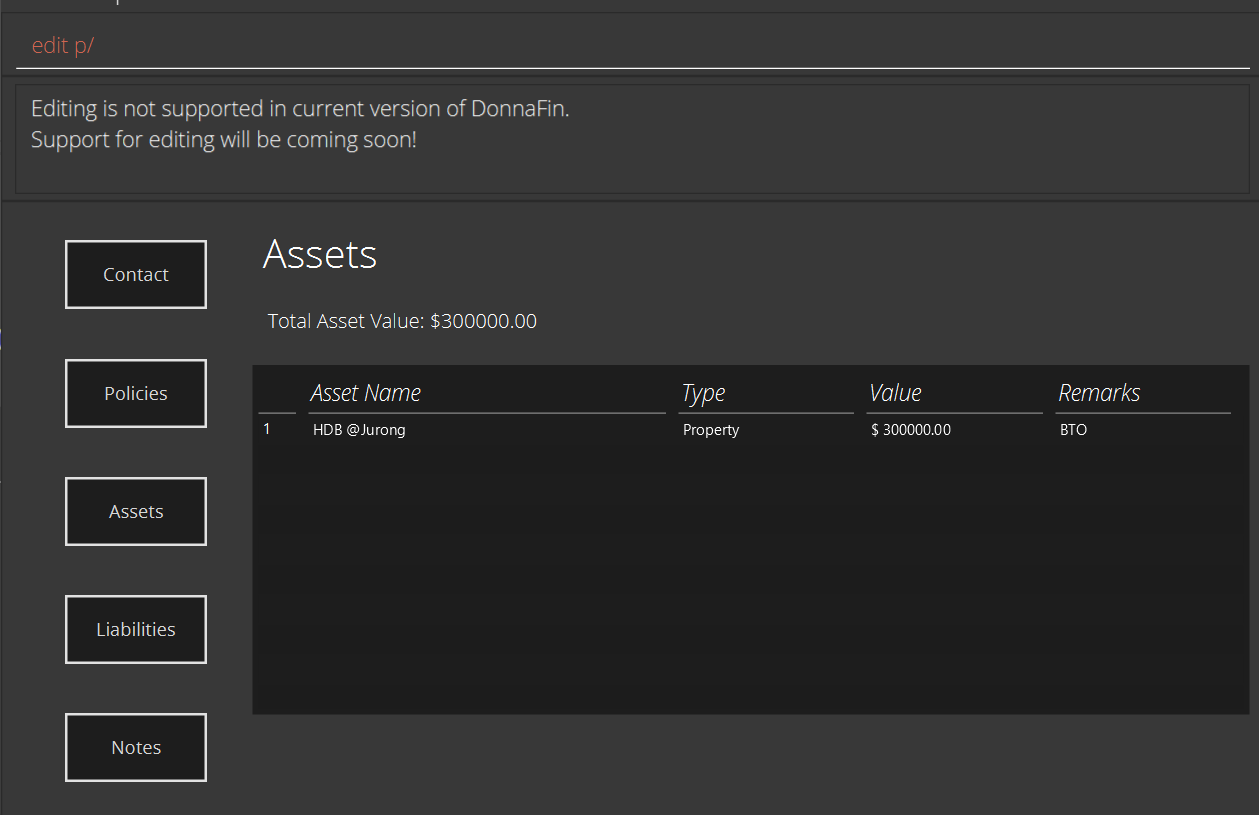 edit p/
Editing is not supported in current version of DonnaFin.
Support for editing will be coming soon!
Contact
Policies
Assets
Liabilities
Notes
Assets
Total Asset Value: $300000.00
Asset Name Type Value Remarks
1 HDB @Jurong Property $ 300000.00 BTO